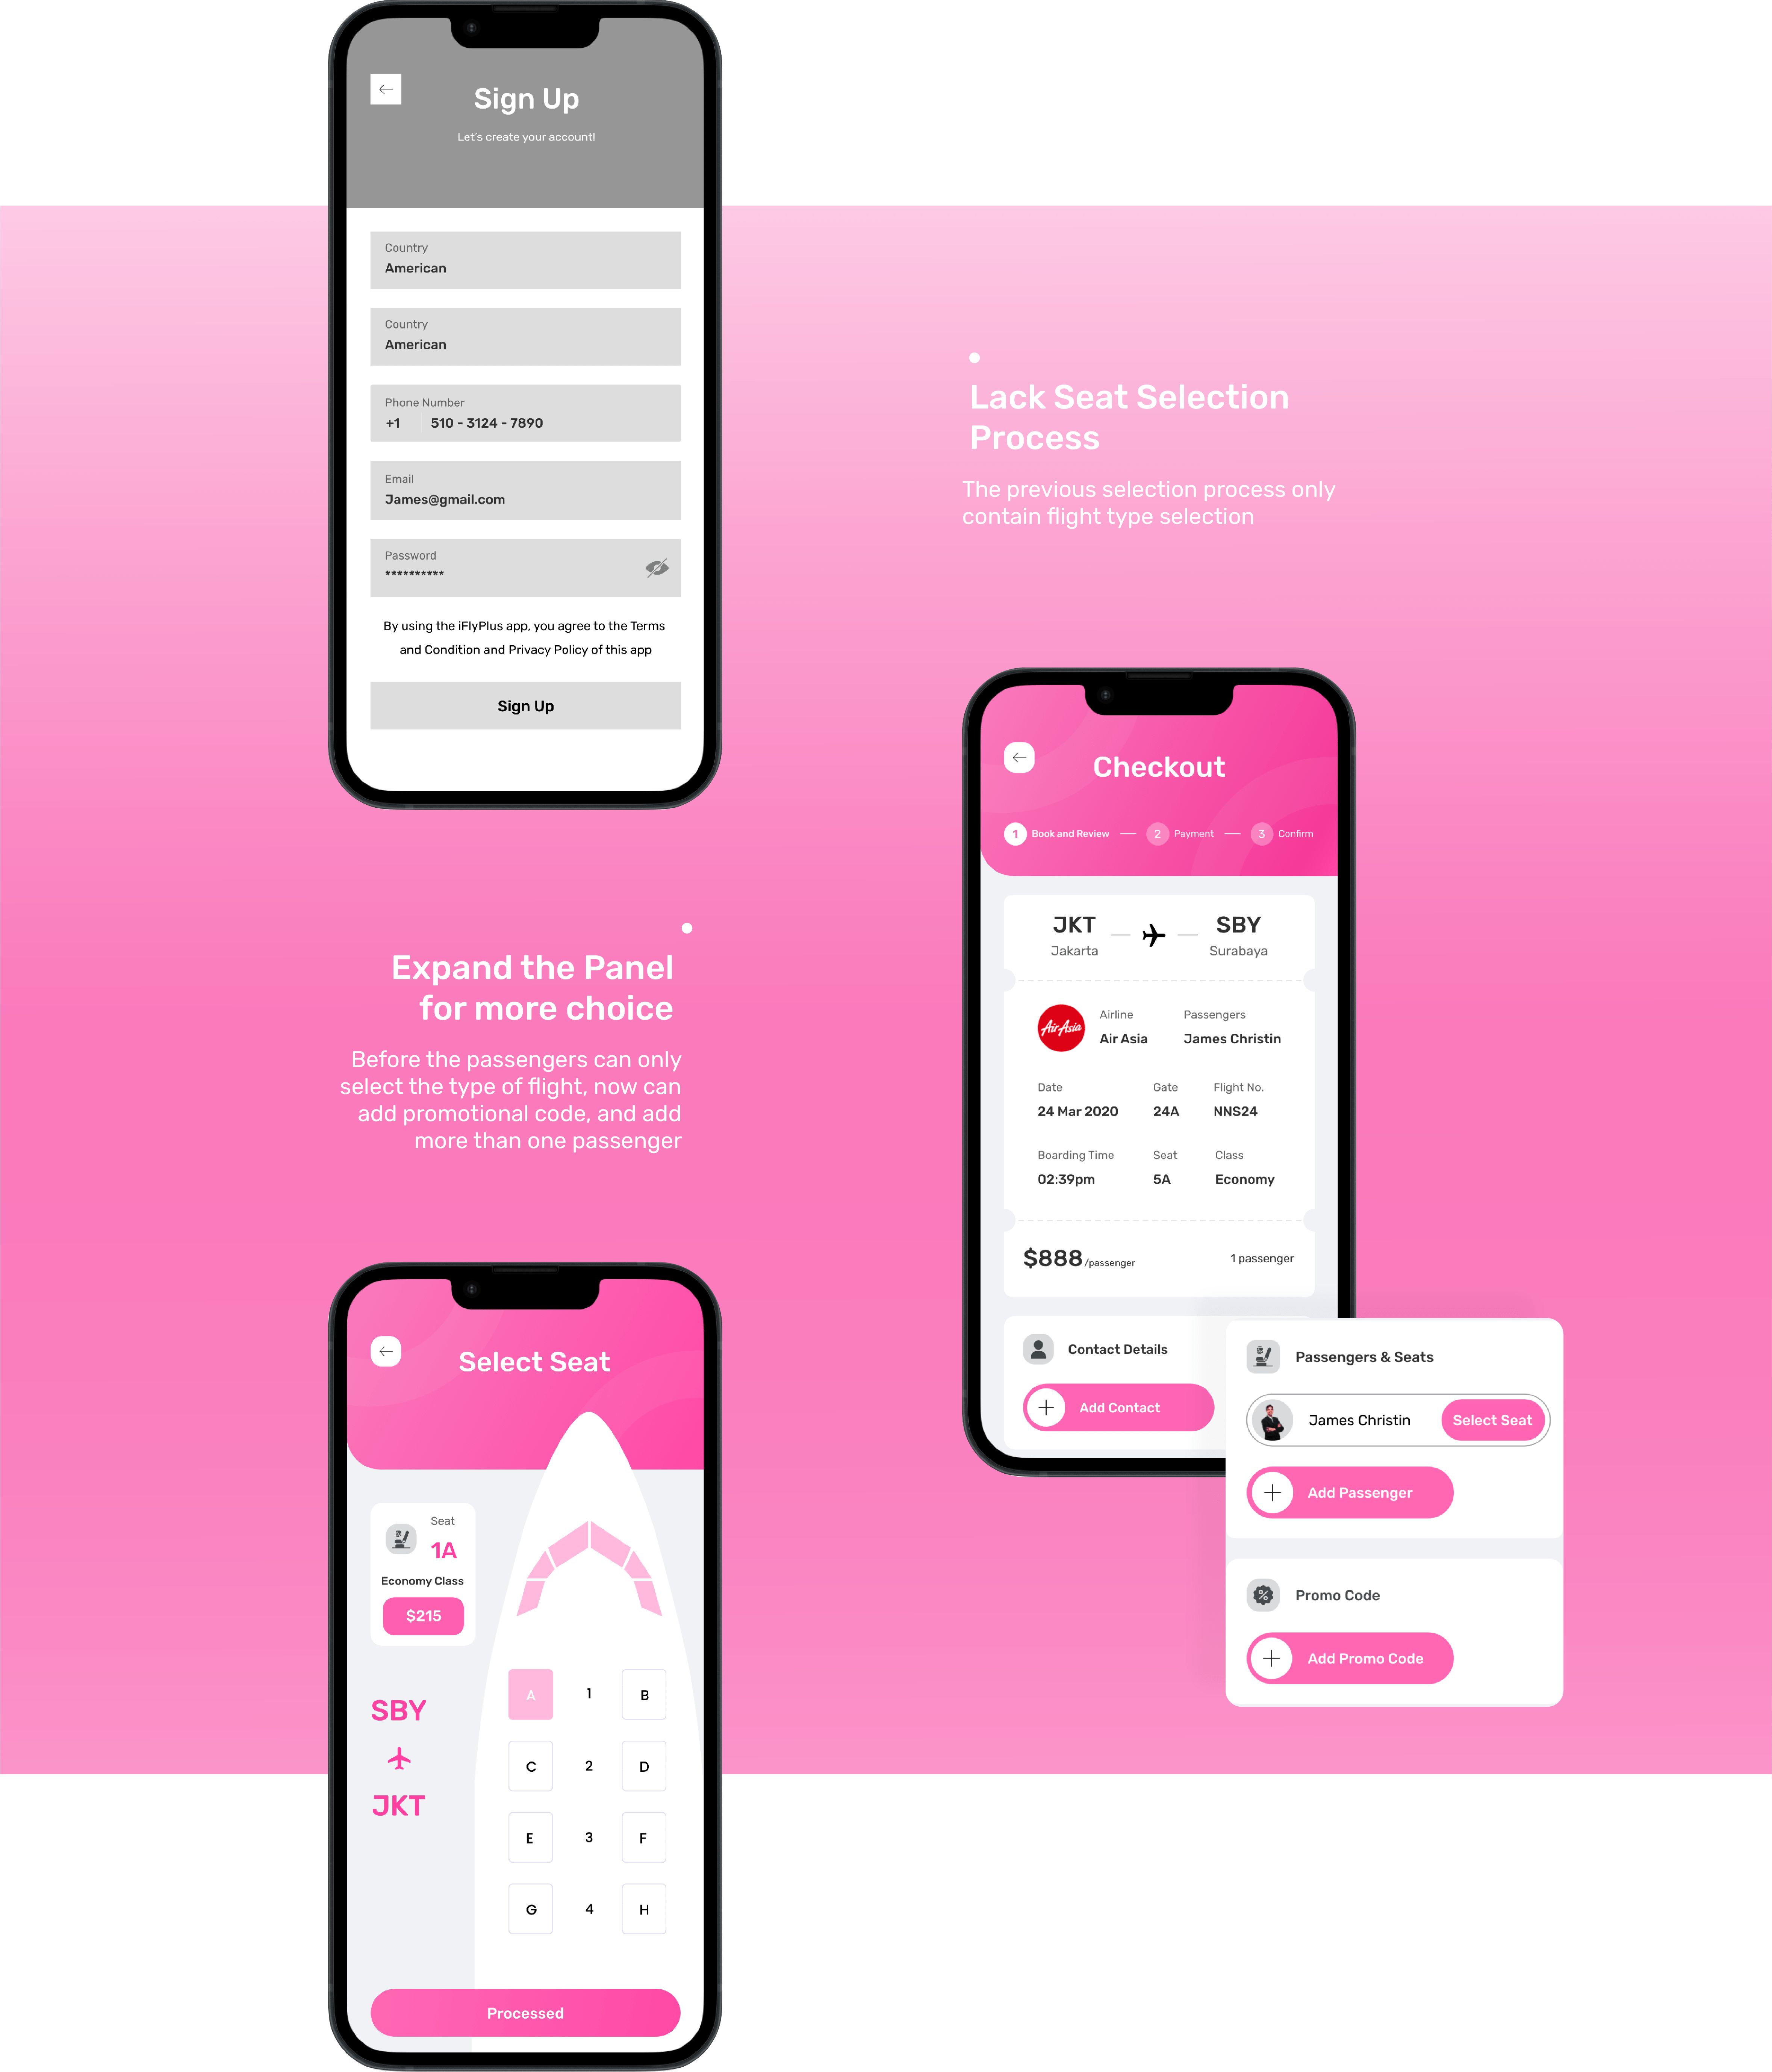 Sign Up
Let's create your account!
Country
American
Country
American
Phone Number
+1 510 - 3124 - 7890
Email
James@gmail.com
Password
**********
By using the iFlyPlus app, you agree to the Terms
and Condition and Privacy Policy of this app
Sign Up
Lack Seat Selection
Process
The previous selection process only
contain flight type selection
Expand the Panel
for more choice
Before the passengers can only
select the type of flight, now can
add promotional code, and add
more than one passenger
Checkout
1 Book and Review — 2 Payment — 3 Confirm
JKT SBY
Jakarta Surabaya
AirAsia
Airline Passengers
Air Asia James Christin
Date Gate Flight No.
24 Mar 2020 24A NNS24
Boarding Time Seat Class
02:39pm 5A Economy
$888 /passenger 1 passenger
Contact Details
Add Contact
Passengers & Seats
James Christin Select Seat
Add Passenger
Promo Code
Add Promo Code
Select Seat
Seat
1A
Economy Class
$215
SBY
JKT
A 1 B
C 2 D
E 3 F
G 4 H
Processed